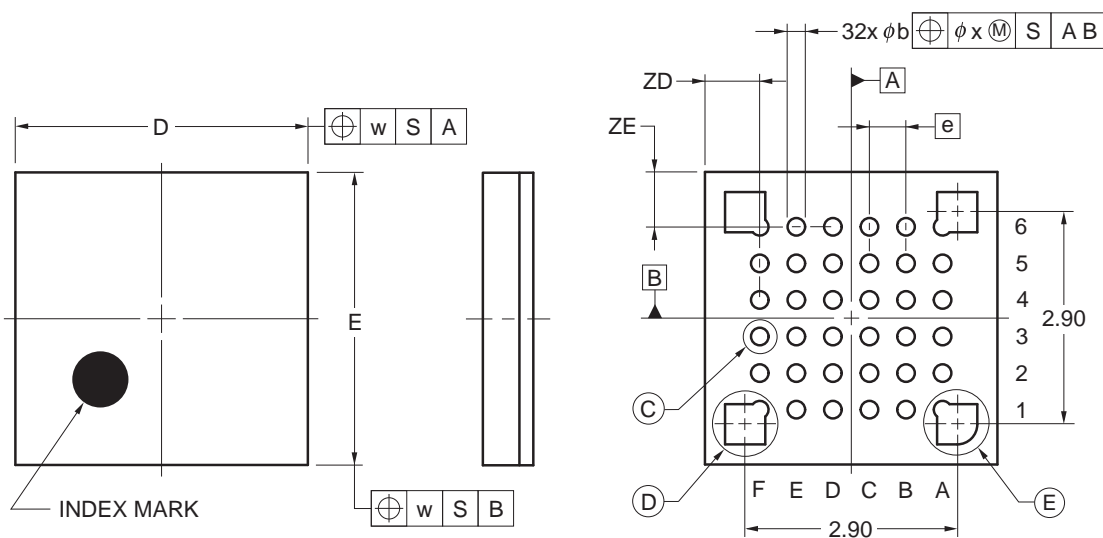 32x φb ⌖ φ x Ⓜ S A B
ZD
A
ZE
e
D
⌖ w S A
6
5
B
4
E
2.90
3
2
C
1
F E D C B A
D
E
INDEX MARK
⌖ w S B
2.90